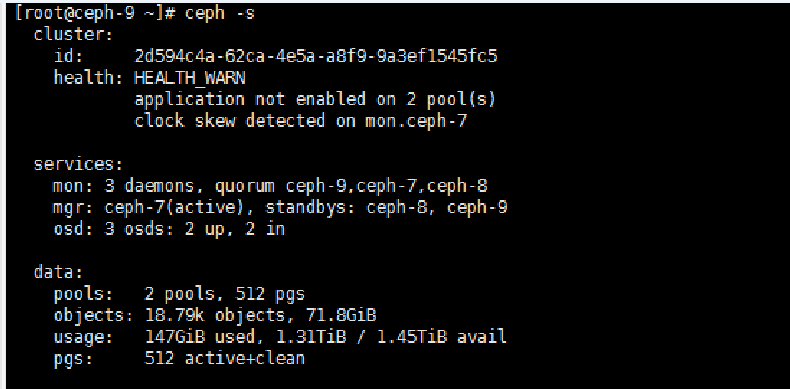 [root@ceph-9 ~]# ceph -s
cluster:
id: 2d594c4a-62ca-4e5a-a8f9-9a3ef1545fc5
health: HEALTH_WARN
application not enabled on 2 pool(s)
clock skew detected on mon.ceph-7
services:
mon: 3 daemons, quorum ceph-9,ceph-7,ceph-8
mgr: ceph-7(active), standbys: ceph-8, ceph-9
osd: 3 osds: 2 up, 2 in
data:
pools: 2 pools, 512 pgs
objects: 18.79k objects, 71.8GiB
usage: 147GiB used, 1.31TiB / 1.45TiB avail
pgs: 512 active+clean